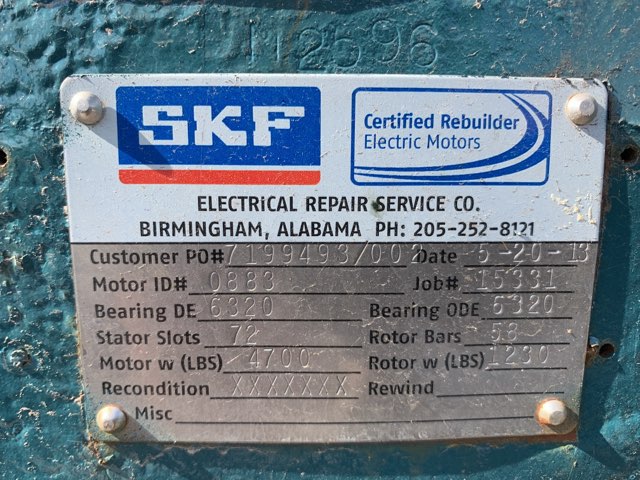 12596
SKF
Certified Rebuilder
Electric Motors
ELECTRICAL REPAIR SERVICE CO.
BIRMINGHAM, ALABAMA PH: 205-252-8121
Customer PO# 7199493/002 Date 5-20-13
Motor ID# 0883 Job# 15331
Bearing DE 6320 Bearing ODE 6320
Stator Slots 72 Rotor Bars 58
Motor w (LBS) 4700 Rotor w (LBS) 1230
Recondition XXXXXXX Rewind
Misc